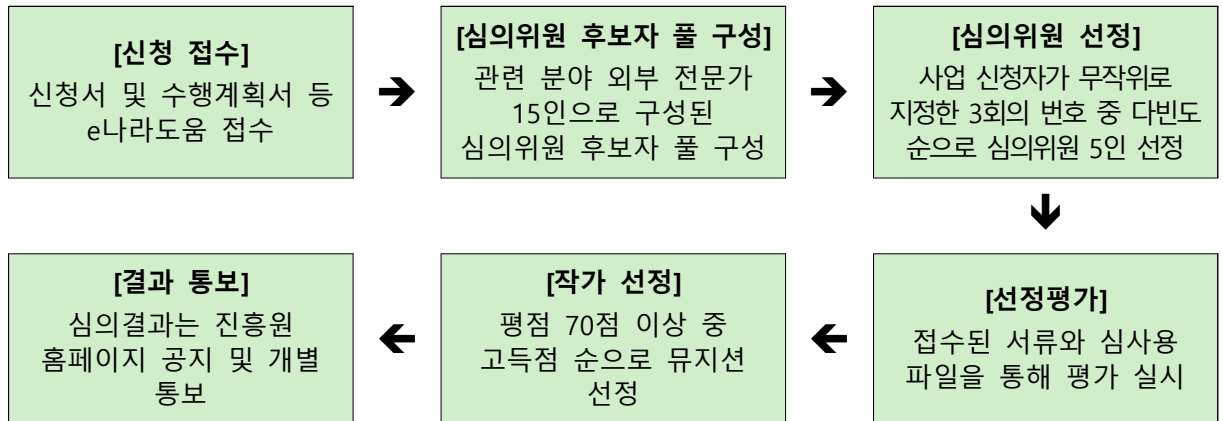 [신청 접수]
신청서 및 수행계획서 등
e나라도움 접수
[심의위원 후보자 풀 구성]
관련 분야 외부 전문가
15인으로 구성된
심의위원 후보자 풀 구성
[심의위원 선정]
사업 신청자가 무작위로
지정한 3회의 번호 중 다빈도
순으로 심의위원 5인 선정
[선정평가]
접수된 서류와 심사용
파일을 통해 평가 실시
[작가 선정]
평점 70점 이상 중
고득점 순으로 뮤지션
선정
[결과 통보]
심의결과는 진흥원
홈페이지 공지 및 개별
통보